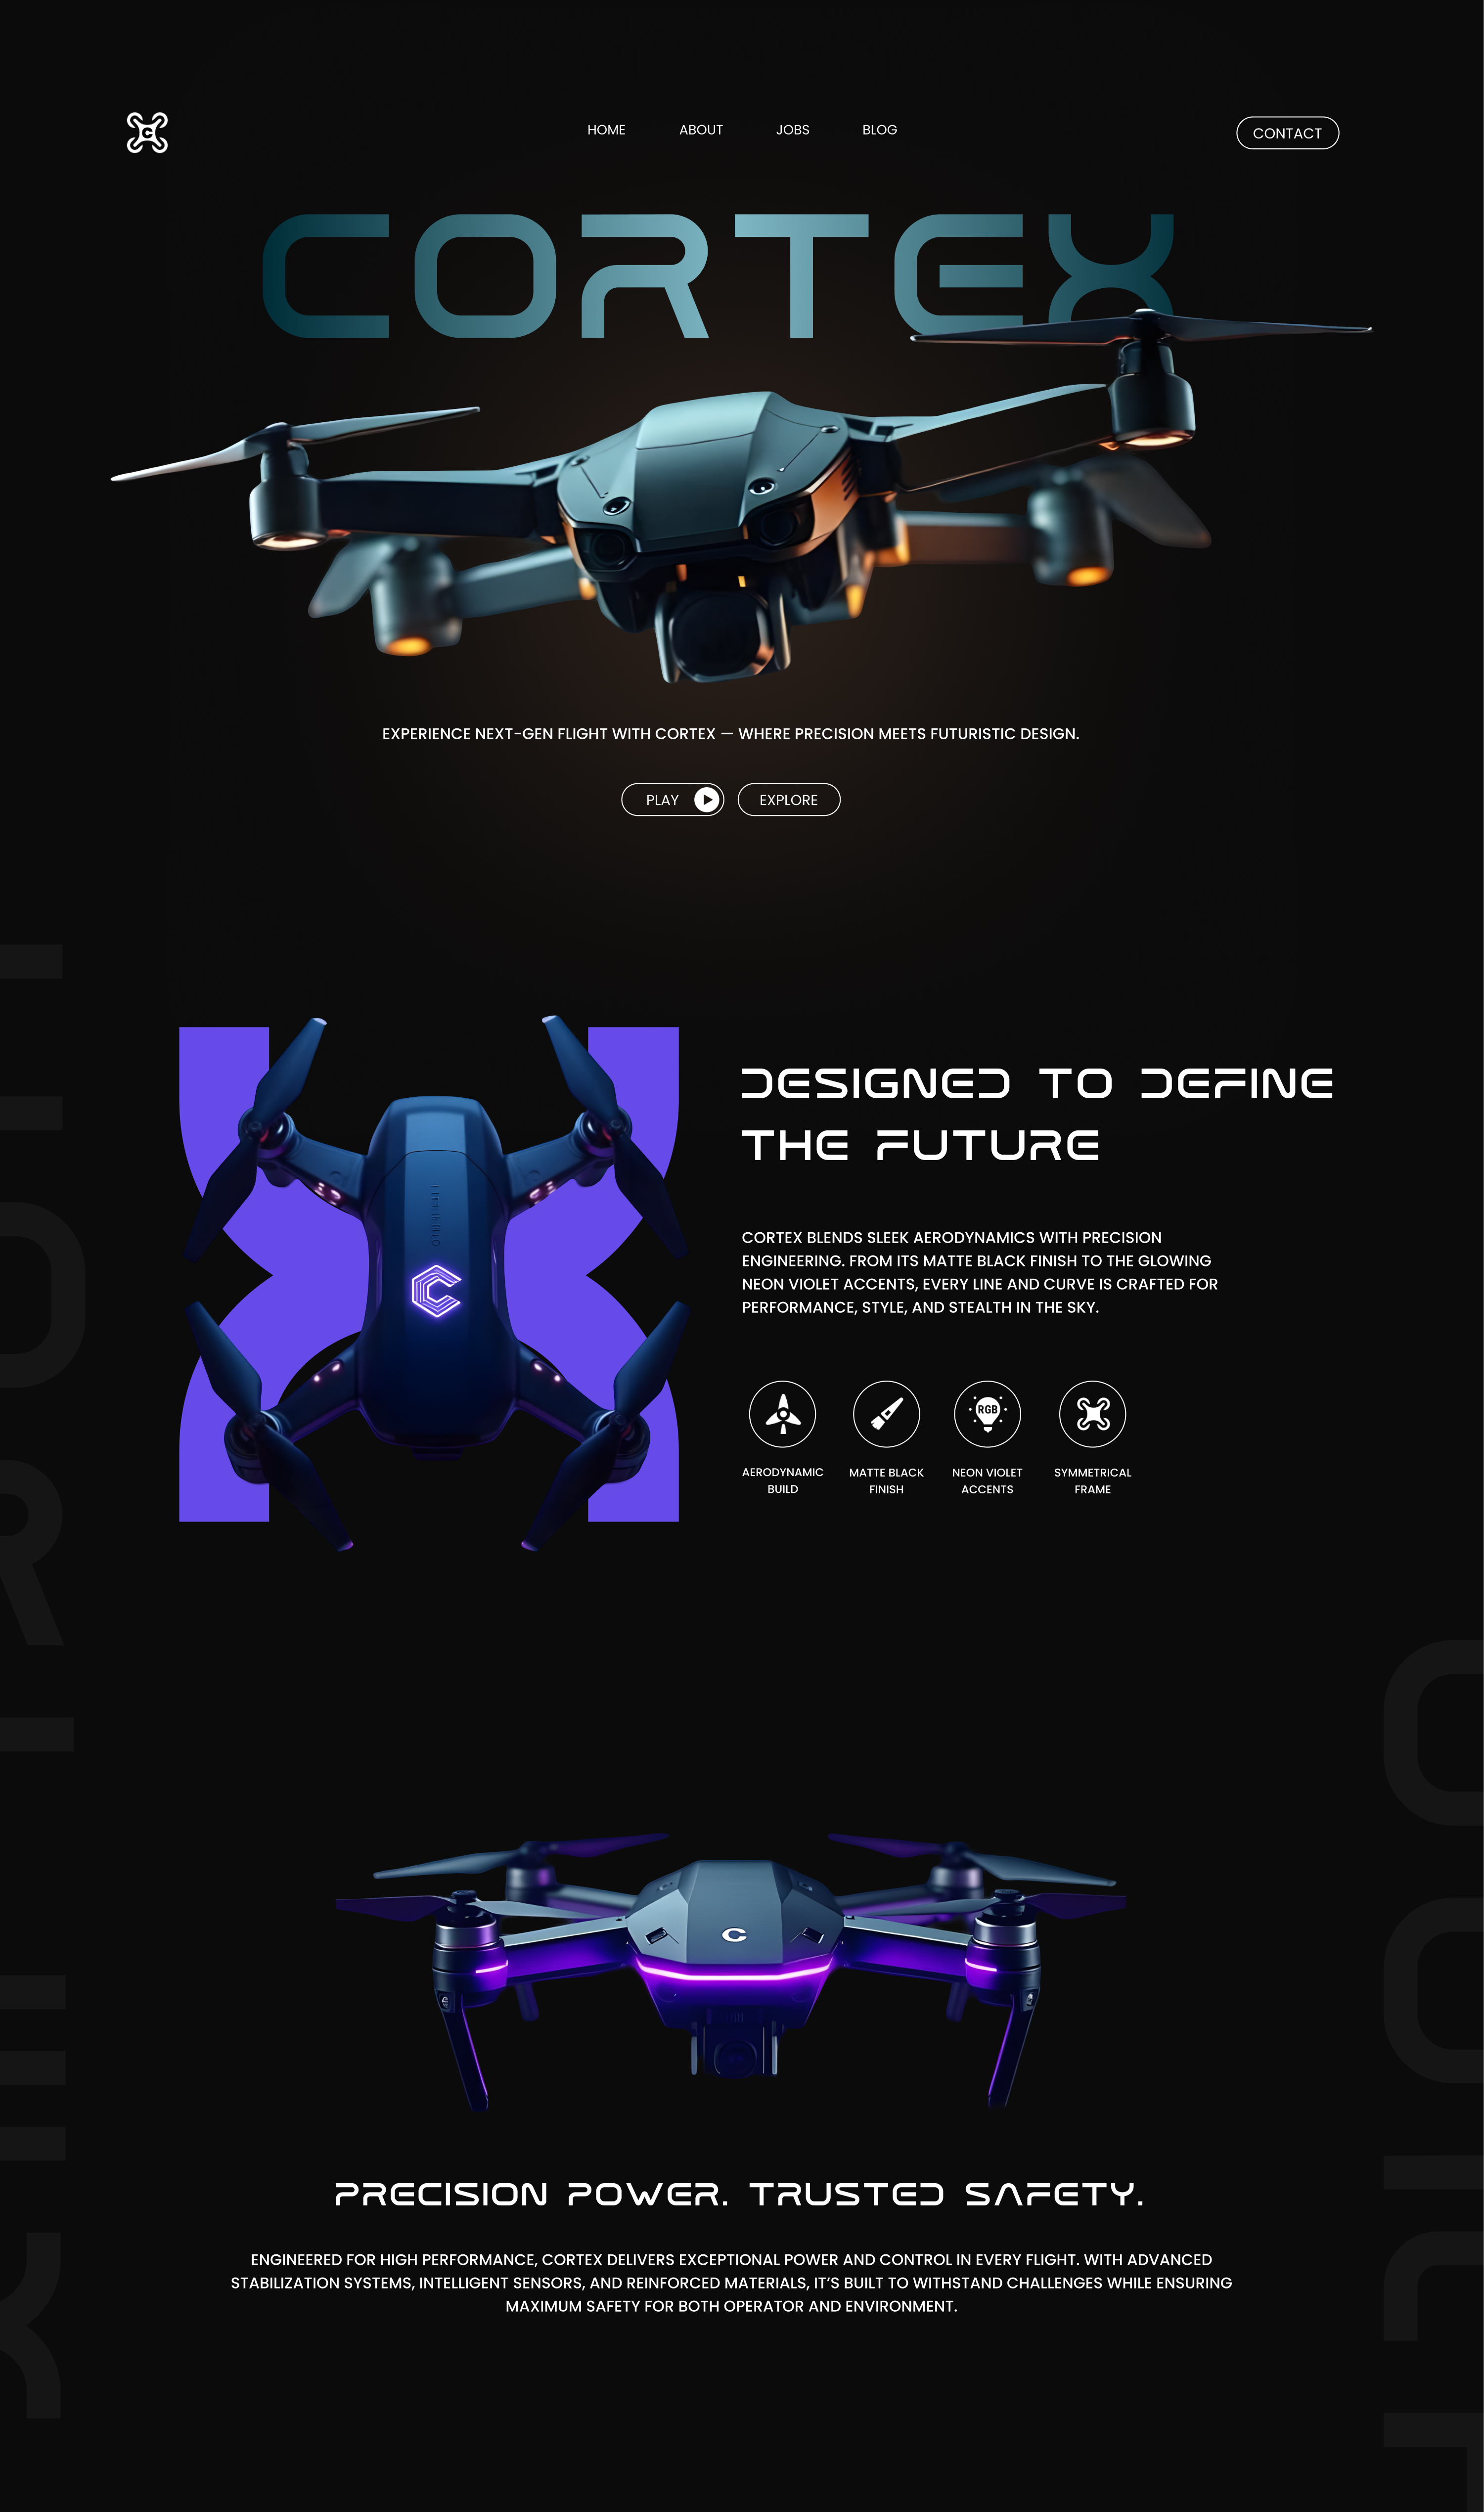 HOME ABOUT JOBS BLOG CONTACT
CORTEX
EXPERIENCE NEXT-GEN FLIGHT WITH CORTEX — WHERE PRECISION MEETS FUTURISTIC DESIGN.
PLAY EXPLORE
DESIGNED TO DEFINE
THE FUTURE
CORTEX BLENDS SLEEK AERODYNAMICS WITH PRECISION
ENGINEERING. FROM ITS MATTE BLACK FINISH TO THE GLOWING
NEON VIOLET ACCENTS, EVERY LINE AND CURVE IS CRAFTED FOR
PERFORMANCE, STYLE, AND STEALTH IN THE SKY.
C
RGB
AERODYNAMIC
BUILD
MATTE BLACK
FINISH
NEON VIOLET
ACCENTS
SYMMETRICAL
FRAME
C
PRECISION POWER. TRUSTED SAFETY.
ENGINEERED FOR HIGH PERFORMANCE, CORTEX DELIVERS EXCEPTIONAL POWER AND CONTROL IN EVERY FLIGHT. WITH ADVANCED
STABILIZATION SYSTEMS, INTELLIGENT SENSORS, AND REINFORCED MATERIALS, IT’S BUILT TO WITHSTAND CHALLENGES WHILE ENSURING
MAXIMUM SAFETY FOR BOTH OPERATOR AND ENVIRONMENT.